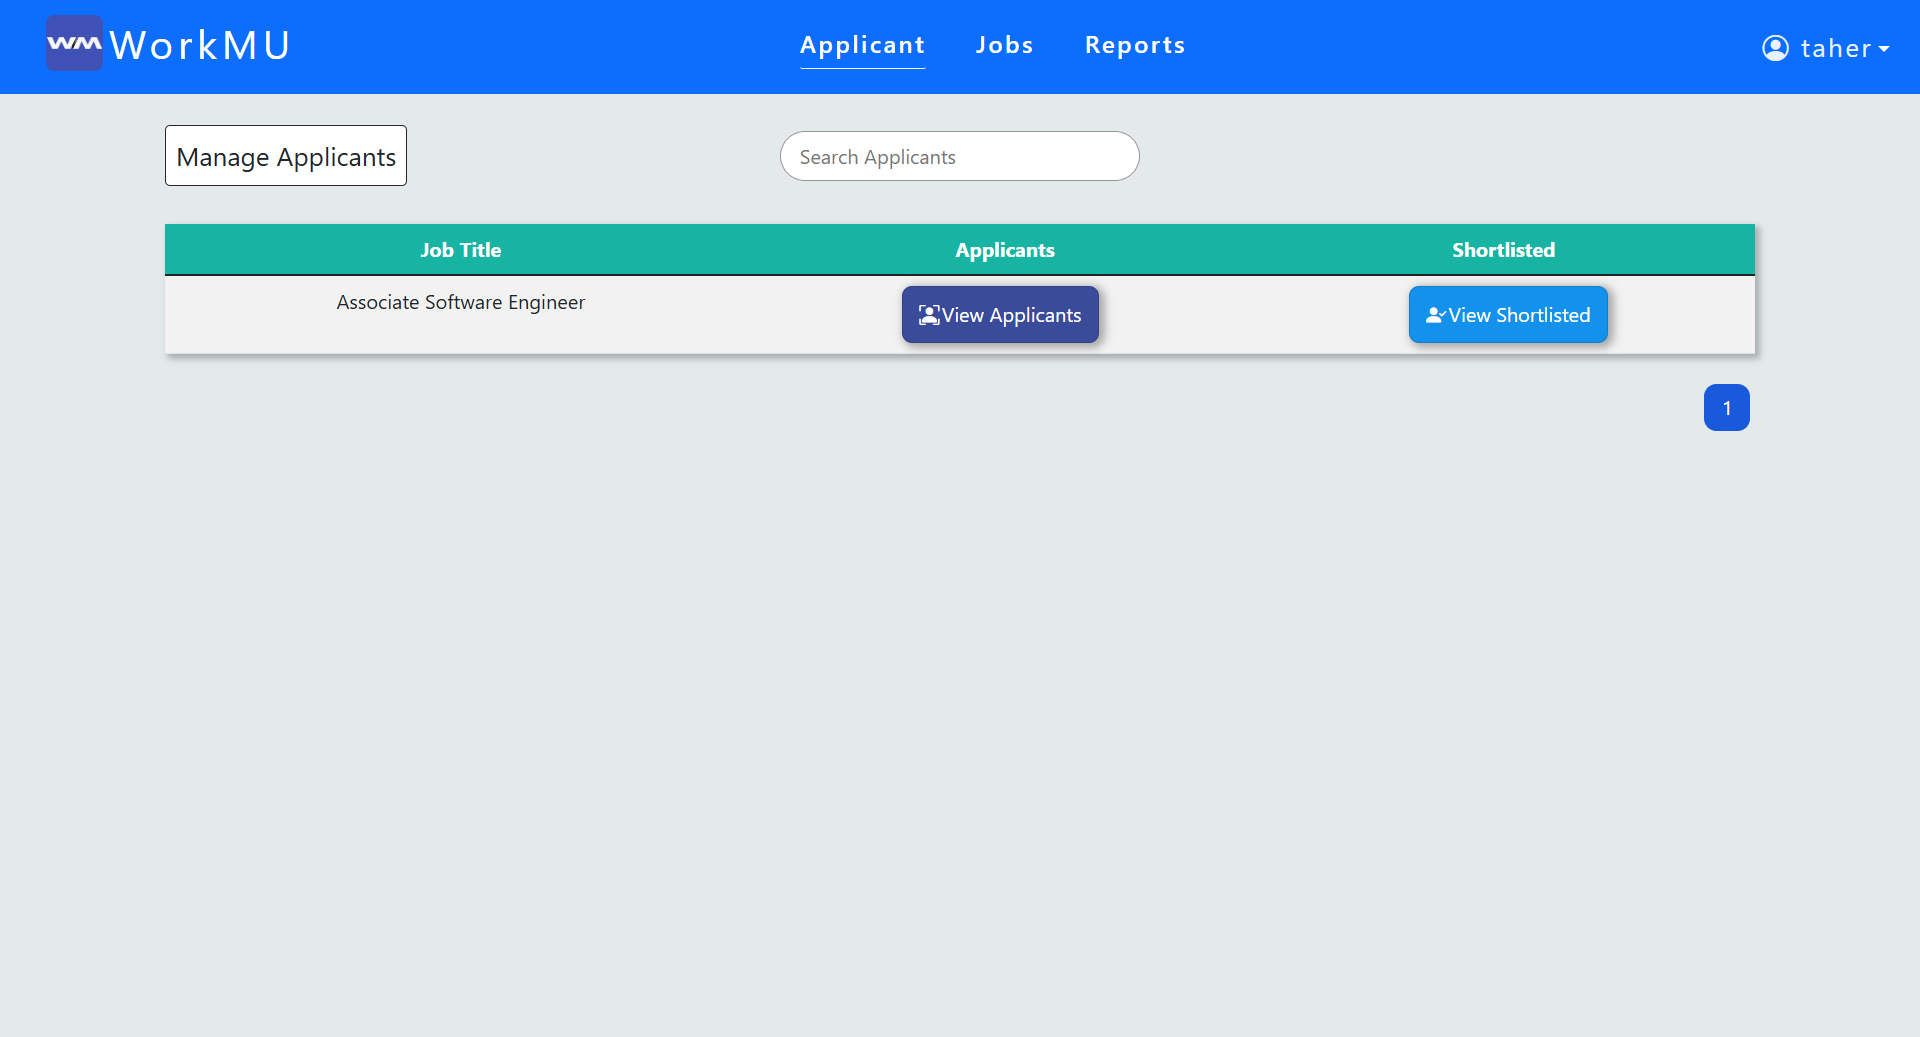 WM WorkMU
Applicant Jobs Reports
taher
Manage Applicants
Search Applicants
Job Title Applicants Shortlisted
Associate Software Engineer View Applicants View Shortlisted
1